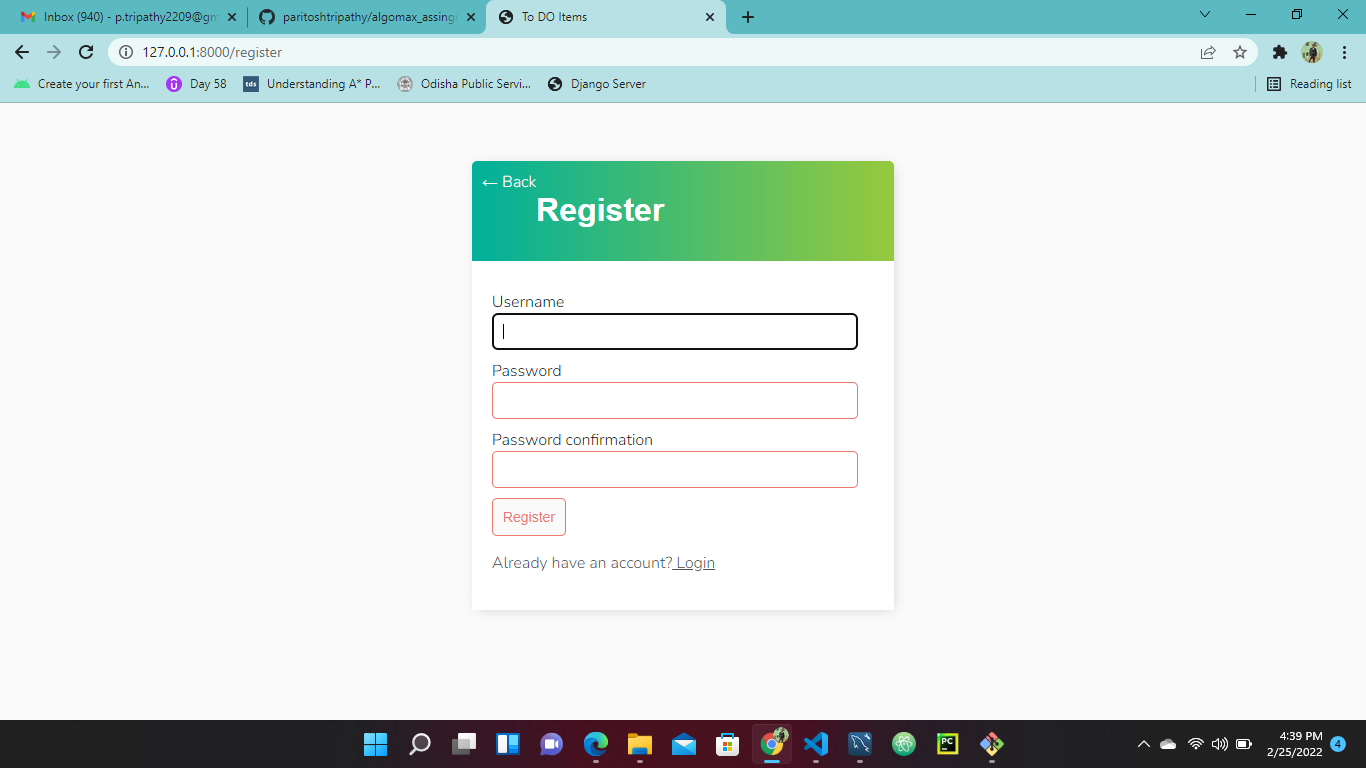 Inbox (940) - p.tripathy2209@gm
paritoshtripathy/algomax_assing
To DO Items
127.0.0.1:8000/register
Create your first An...
Day 58
tds
Understanding A* P...
Odisha Public Servi...
Django Server
Reading list
← Back
Register
Username
Password
Password confirmation
Register
Already have an account? Login
PC
4:39 PM
2/25/2022
4